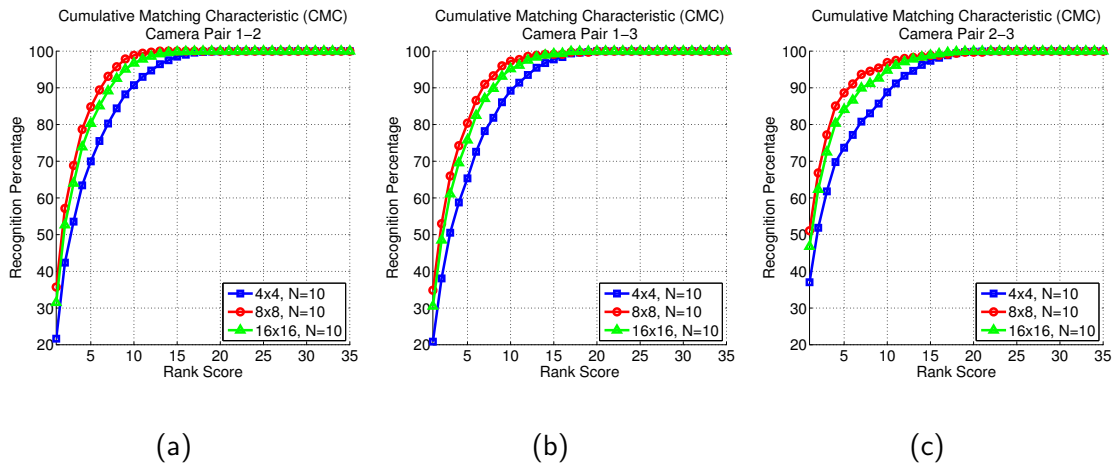 Cumulative Matching Characteristic (CMC)
Camera Pair 1−2
100
90
80
70
60
50
40
30
20
Recognition Percentage
5 10 15 20 25 30 35
Rank Score
4x4, N=10
8x8, N=10
16x16, N=10
(a)
Cumulative Matching Characteristic (CMC)
Camera Pair 1−3
100
90
80
70
60
50
40
30
20
Recognition Percentage
5 10 15 20 25 30 35
Rank Score
4x4, N=10
8x8, N=10
16x16, N=10
(b)
Cumulative Matching Characteristic (CMC)
Camera Pair 2−3
100
90
80
70
60
50
40
30
20
Recognition Percentage
5 10 15 20 25 30 35
Rank Score
4x4, N=10
8x8, N=10
16x16, N=10
(c)